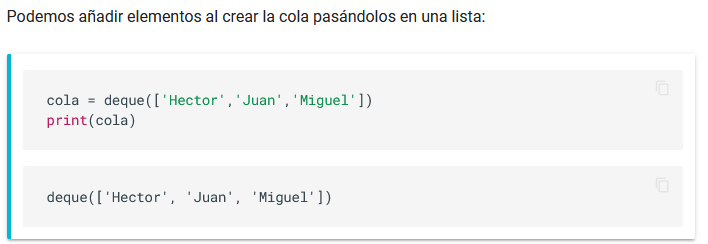 Podemos añadir elementos al crear la cola pasándolos en una lista:
cola = deque(['Hector','Juan','Miguel'])
print(cola)
deque(['Hector', 'Juan', 'Miguel'])